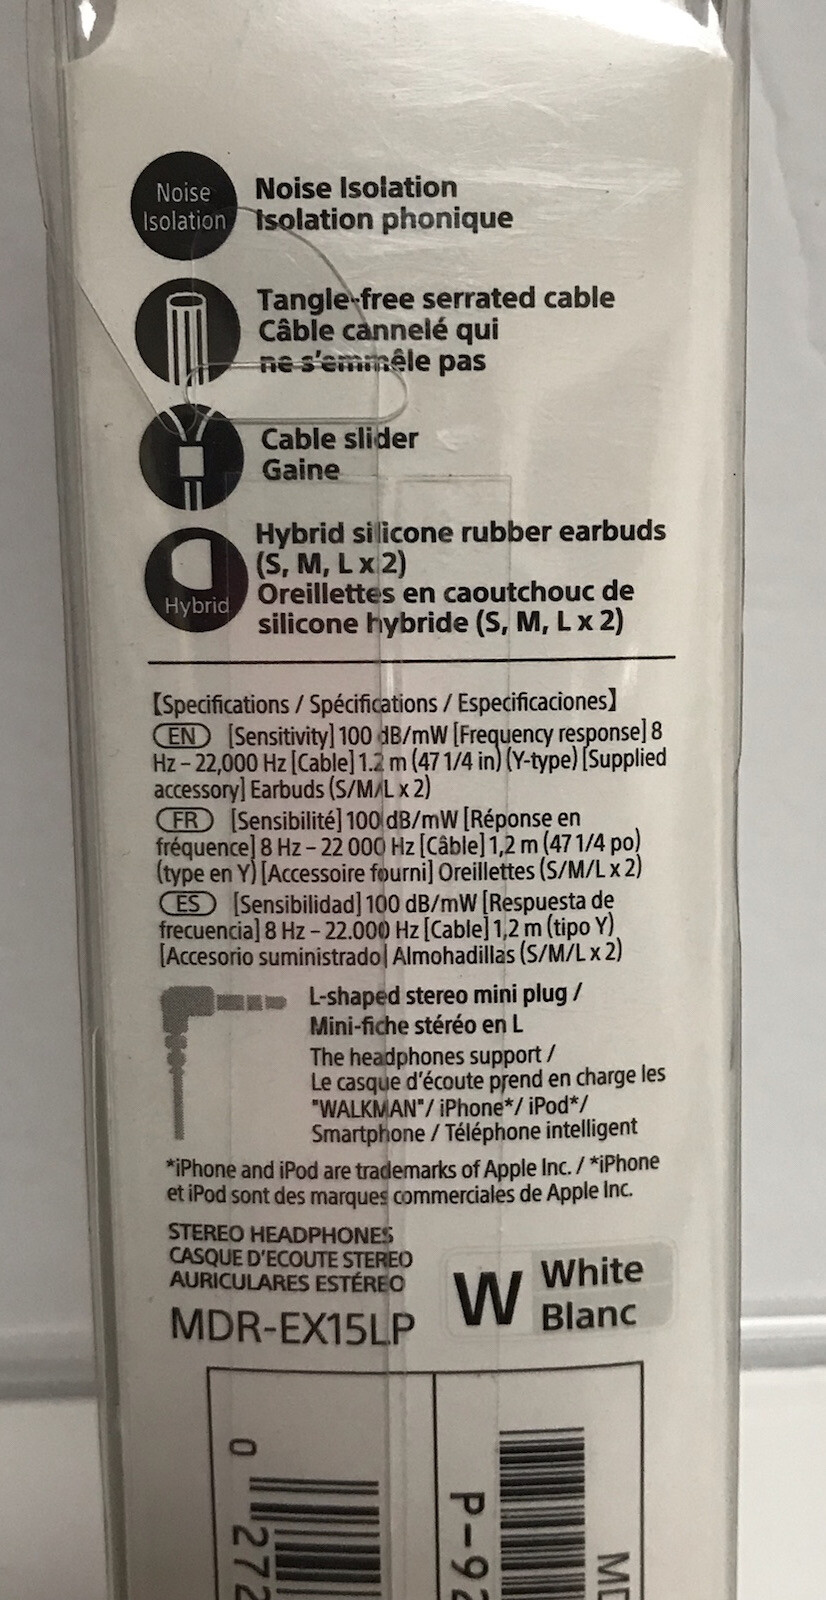 Noise
Isolation
Noise Isolation
Isolation phonique
Tangle-free serrated cable
Câble cannelé qui
ne s'emmêle pas
Cable slider
Gaine
Hybrid
Hybrid silicone rubber earbuds
(S, M, L x 2)
Oreillettes en caoutchouc de
silicone hybride (S, M, L x 2)
【Specifications / Spécifications / Especificaciones】
EN [Sensitivity] 100 dB/mW [Frequency response] 8
Hz – 22,000 Hz [Cable] 1.2 m (47 1/4 in) (Y-type) [Supplied
accessory] Earbuds (S/M/L x 2)
FR [Sensibilité] 100 dB/mW [Réponse en
fréquence] 8 Hz – 22 000 Hz [Câble] 1,2 m (47 1/4 po)
(type en Y) [Accessoire fourni] Oreillettes (S/M/L x 2)
ES [Sensibilidad] 100 dB/mW [Respuesta de
frecuencia] 8 Hz – 22.000 Hz [Cable] 1,2 m (tipo Y)
[Accesorio suministrado] Almohadillas (S/M/L x 2)
L-shaped stereo mini plug /
Mini-fiche stéréo en L
The headphones support /
Le casque d'écoute prend en charge les
"WALKMAN"/ iPhone*/ iPod*/
Smartphone / Téléphone intelligent
*iPhone and iPod are trademarks of Apple Inc. / *iPhone
et iPod sont des marques commerciales de Apple Inc.
STEREO HEADPHONES
CASQUE D'ECOUTE STEREO
AURICULARES ESTÉREO
MDR-EX15LP
W White
Blanc
0 272
P-92
MD